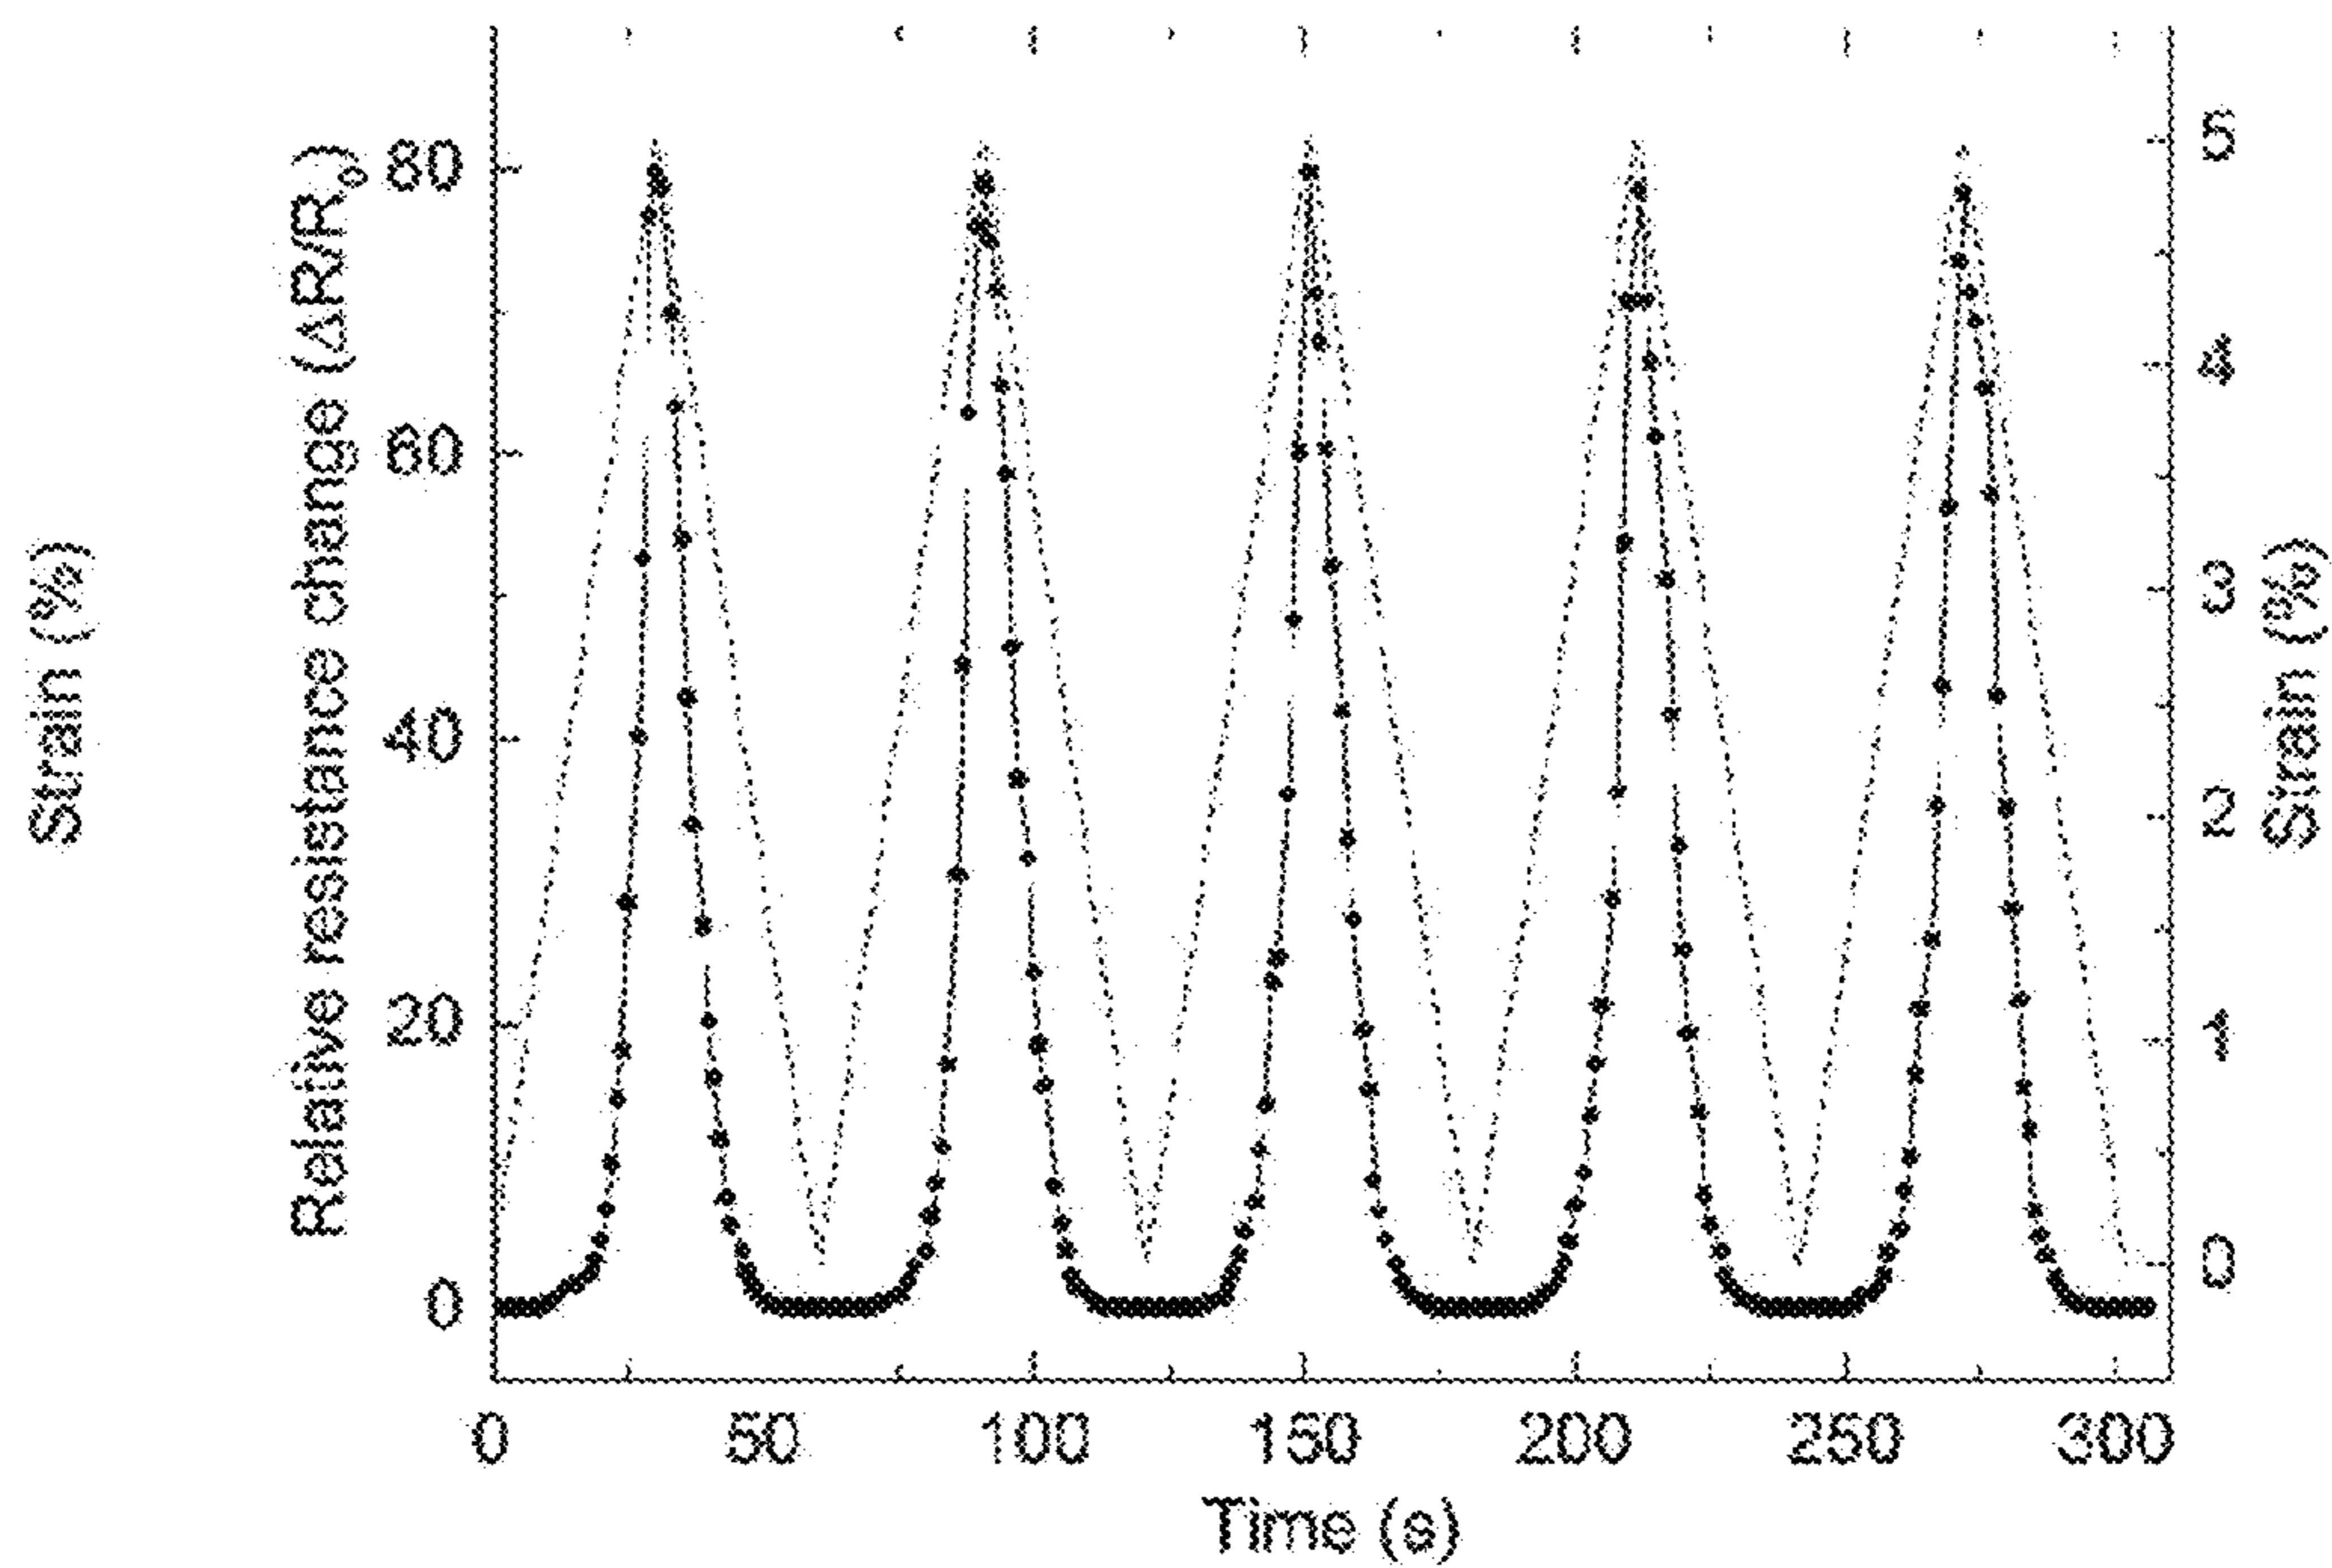 Strain (%)
Relative resistance change (ΔR/R₀)
80
60
40
20
0
5
4
3
2
1
0
Strain (%)
0 50 100 150 200 250 300
Time (s)